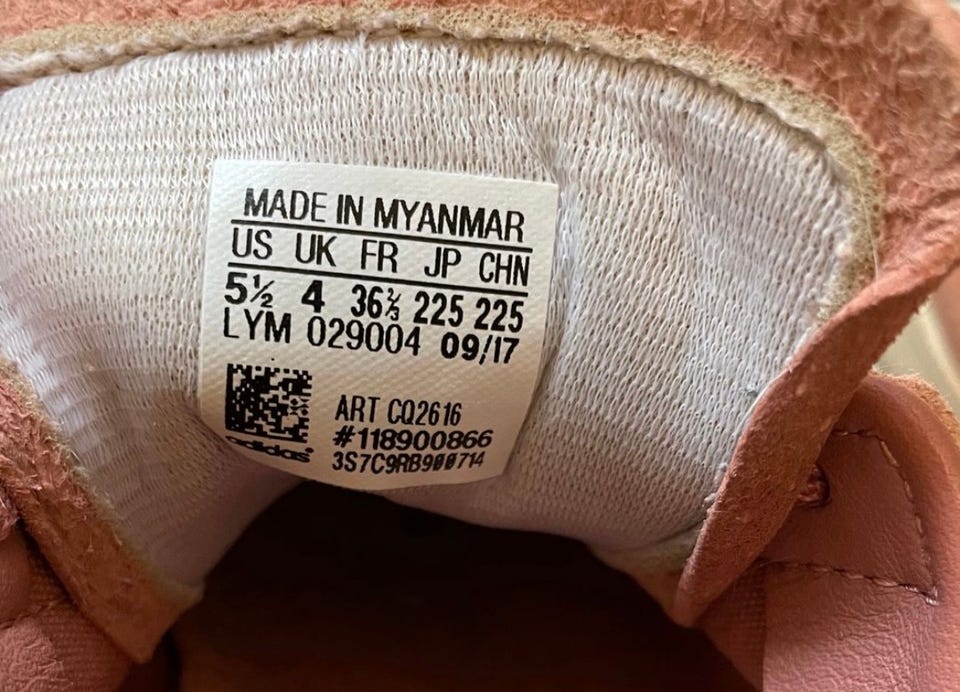 MADE IN MYANMAR
US UK FR JP CHN
5½ 4 36⅔ 225 225
LYM 029004 09/17
ART CQ2616
#118900866
adidas
3S7C9RB900714